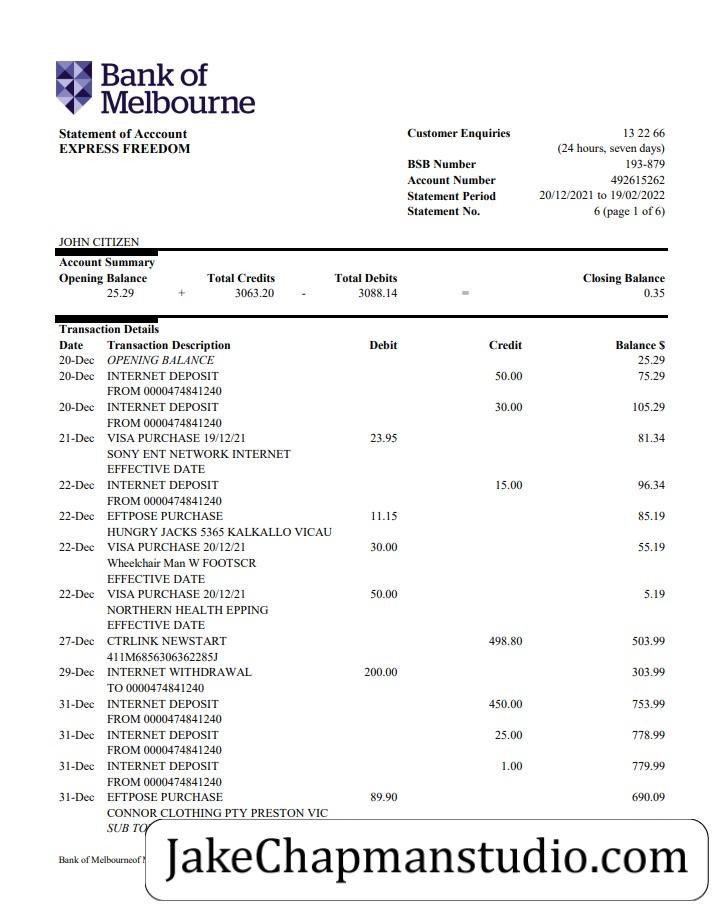 Bank of
Melbourne
Statement of Acccount
EXPRESS FREEDOM
Customer Enquiries 13 22 66
(24 hours, seven days)
BSB Number 193-879
Account Number 492615262
Statement Period 20/12/2021 to 19/02/2022
Statement No. 6 (page 1 of 6)
JOHN CITIZEN
Account Summary
Opening Balance Total Credits Total Debits Closing Balance
25.29 + 3063.20 - 3088.14 = 0.35
Transaction Details
Date Transaction Description Debit Credit Balance $
20-Dec OPENING BALANCE 25.29
20-Dec INTERNET DEPOSIT 50.00 75.29
FROM 0000474841240
20-Dec INTERNET DEPOSIT 30.00 105.29
FROM 0000474841240
21-Dec VISA PURCHASE 19/12/21 23.95 81.34
SONY ENT NETWORK INTERNET
EFFECTIVE DATE
22-Dec INTERNET DEPOSIT 15.00 96.34
FROM 0000474841240
22-Dec EFTPOSE PURCHASE 11.15 85.19
HUNGRY JACKS 5365 KALKALLO VICAU
22-Dec VISA PURCHASE 20/12/21 30.00 55.19
Wheelchair Man W FOOTSCR
EFFECTIVE DATE
22-Dec VISA PURCHASE 20/12/21 50.00 5.19
NORTHERN HEALTH EPPING
EFFECTIVE DATE
27-Dec CTRLINK NEWSTART 498.80 503.99
411M6856306362285J
29-Dec INTERNET WITHDRAWAL 200.00 303.99
TO 0000474841240
31-Dec INTERNET DEPOSIT 450.00 753.99
FROM 0000474841240
31-Dec INTERNET DEPOSIT 25.00 778.99
FROM 0000474841240
31-Dec INTERNET DEPOSIT 1.00 779.99
FROM 0000474841240
31-Dec EFTPOSE PURCHASE 89.90 690.09
CONNOR CLOTHING PTY PRESTON VIC
SUB
Bank of Melbourneof
JakeChapmanstudio.com